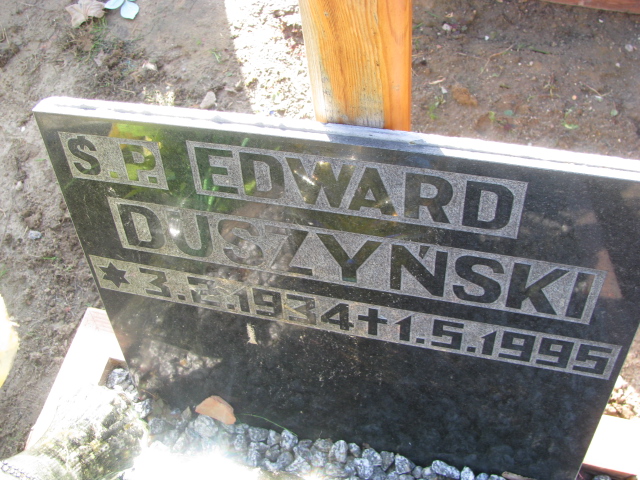 Ś.P. EDWARD
DUSZYŃSKI
* 3.2.1934 + 1.5.1995